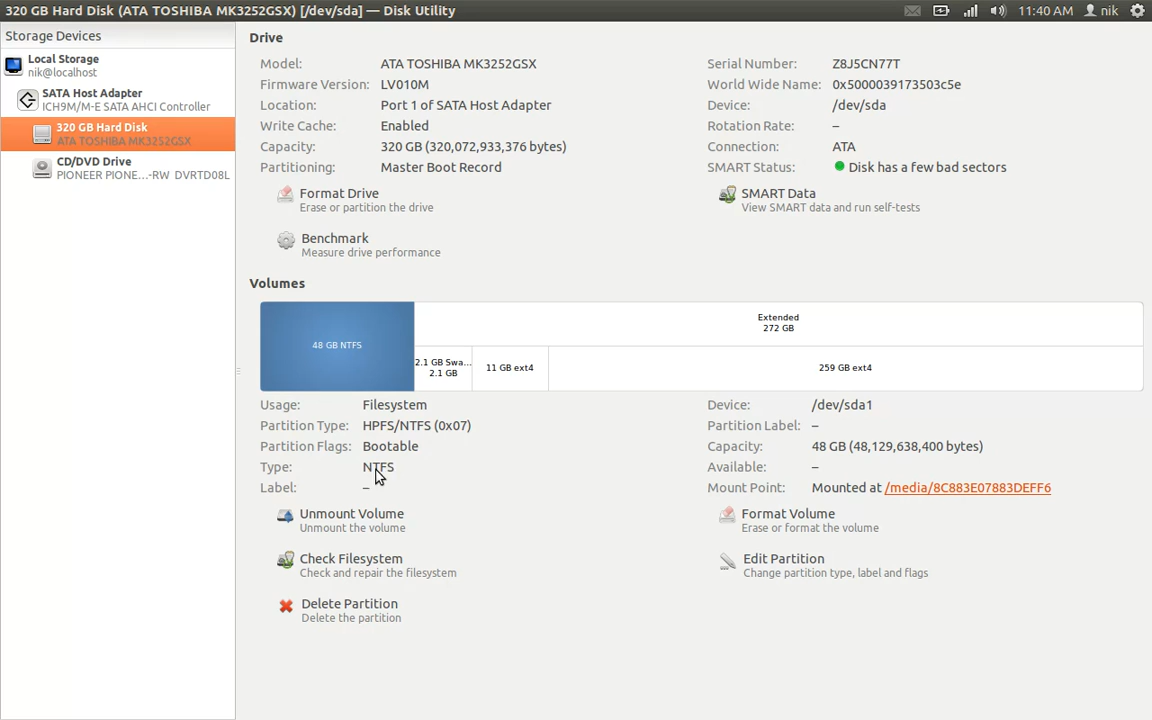 320 GB Hard Disk (ATA TOSHIBA MK3252GSX) [/dev/sda] — Disk Utility
11:40 AM nik
Storage Devices
Local Storage
nik@localhost
SATA Host Adapter
ICH9M/M-E SATA AHCI Controller
320 GB Hard Disk
ATA TOSHIBA MK3252GSX
CD/DVD Drive
PIONEER PIONE...-RW DVRTD08L
Drive
Model: ATA TOSHIBA MK3252GSX
Serial Number: Z8J5CN77T
Firmware Version: LV010M
World Wide Name: 0x5000039173503c5e
Location: Port 1 of SATA Host Adapter
Device: /dev/sda
Write Cache: Enabled
Rotation Rate: –
Capacity: 320 GB (320,072,933,376 bytes)
Connection: ATA
Partitioning: Master Boot Record
SMART Status: Disk has a few bad sectors
Format Drive
Erase or partition the drive
SMART Data
View SMART data and run self-tests
Benchmark
Measure drive performance
Volumes
48 GB NTFS
Extended
272 GB
2.1 GB Swa...
2.1 GB
11 GB ext4
259 GB ext4
Usage: Filesystem
Device: /dev/sda1
Partition Type: HPFS/NTFS (0x07)
Partition Label: –
Partition Flags: Bootable
Capacity: 48 GB (48,129,638,400 bytes)
Type: NTFS
Available: –
Label: –
Mount Point: Mounted at /media/8C883E07883DEFF6
Unmount Volume
Unmount the volume
Format Volume
Erase or format the volume
Check Filesystem
Check and repair the filesystem
Edit Partition
Change partition type, label and flags
Delete Partition
Delete the partition